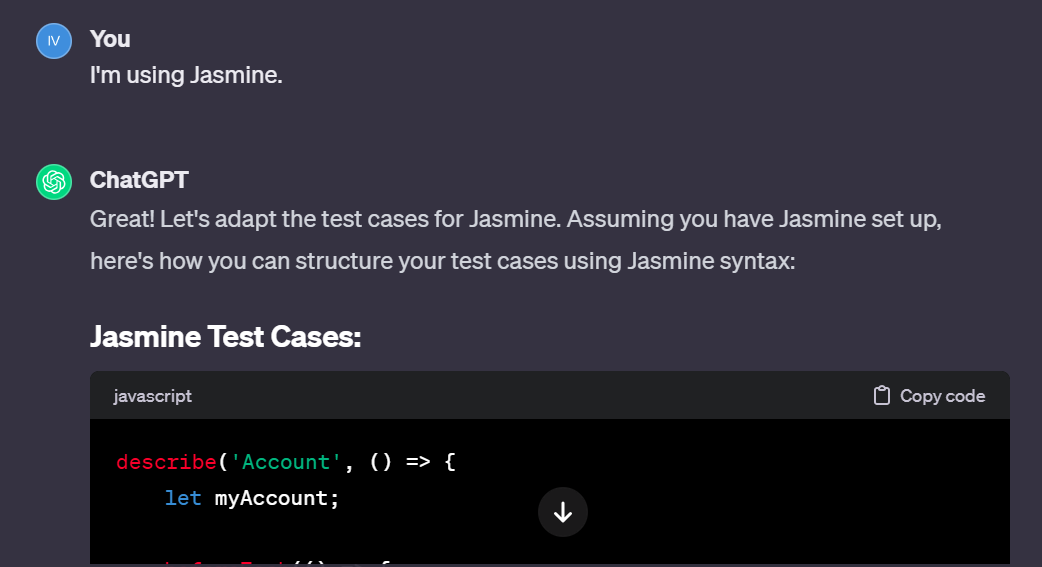 IV
You
I'm using Jasmine.
ChatGPT
Great! Let's adapt the test cases for Jasmine. Assuming you have Jasmine set up,
here's how you can structure your test cases using Jasmine syntax:
Jasmine Test Cases:
javascript
Copy code
describe('Account', () => {
    let myAccount;